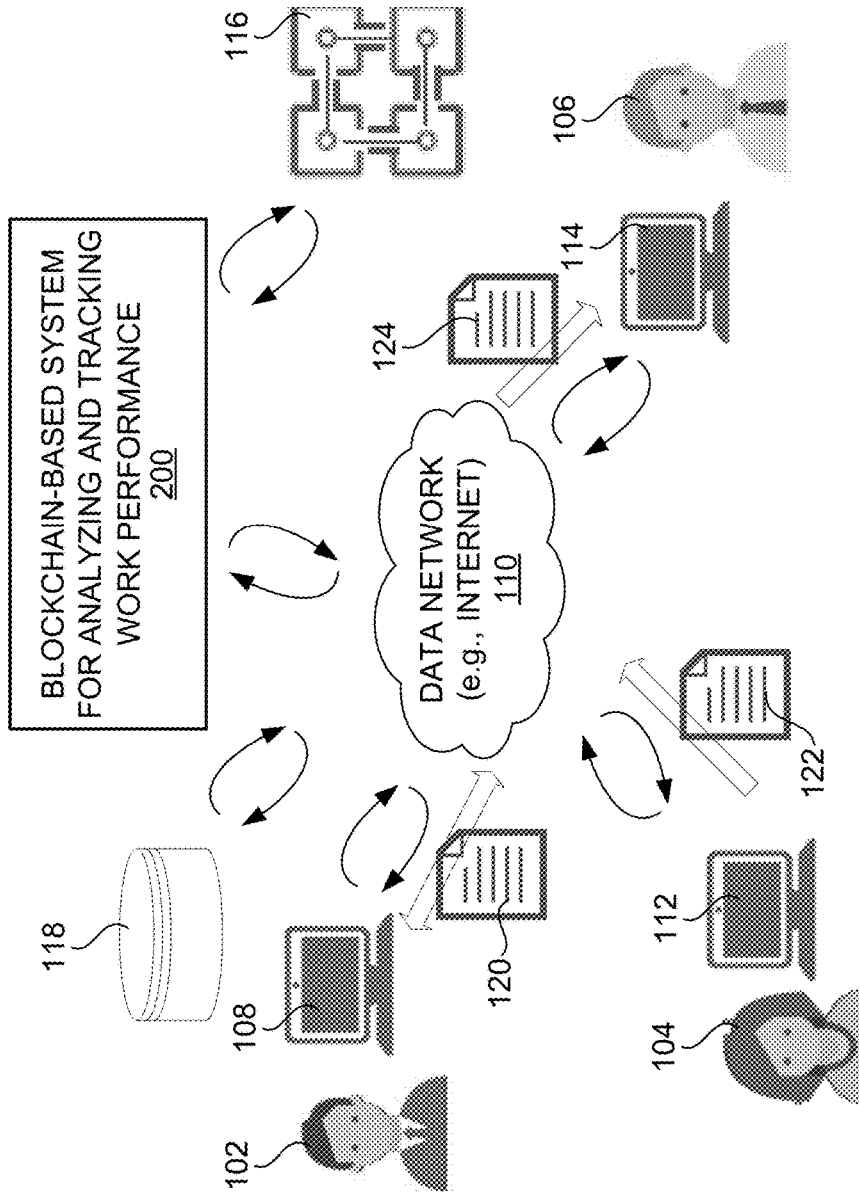 BLOCKCHAIN-BASED SYSTEM
FOR ANALYZING AND TRACKING
WORK PERFORMANCE
200
118
116
108
102
124
106
DATA NETWORK
(e.g., INTERNET)
110
114
120
104
112
122